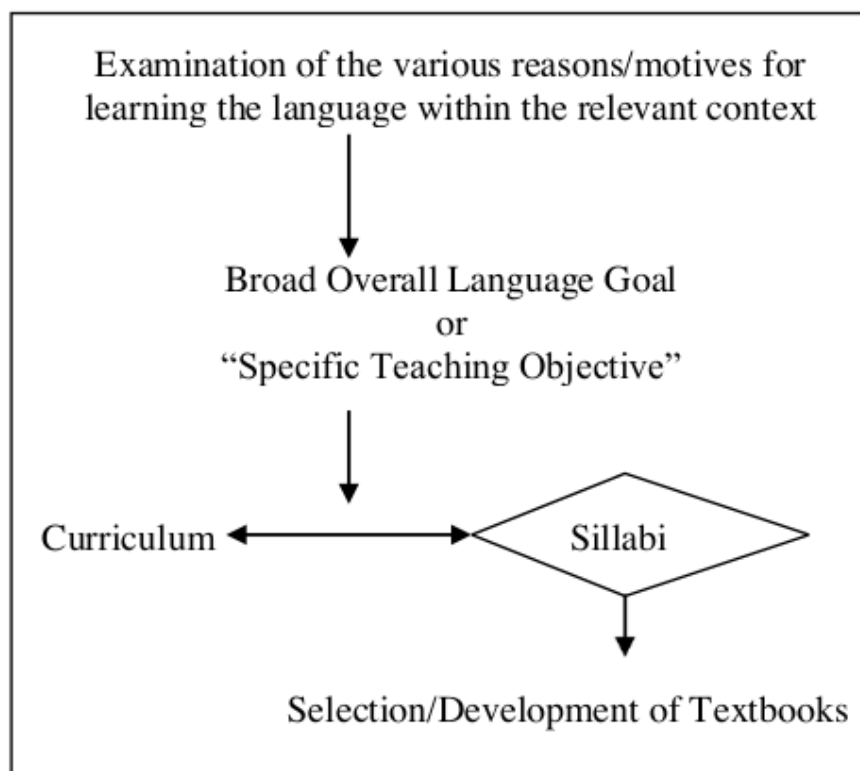 Examination of the various reasons/motives for
learning the language within the relevant context
Broad Overall Language Goal
or
“Specific Teaching Objective”
Curriculum
Sillabi
Selection/Development of Textbooks